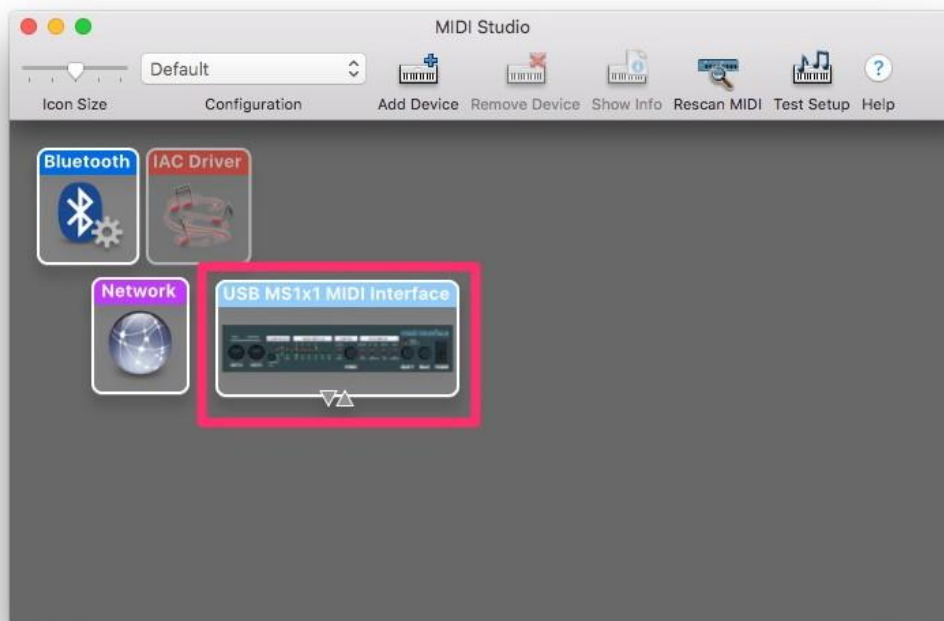 MIDI Studio
Default
Icon Size Configuration Add Device Remove Device Show Info Rescan MIDI Test Setup Help
?
Bluetooth IAC Driver
Network USB MS1x1 MIDI Interface